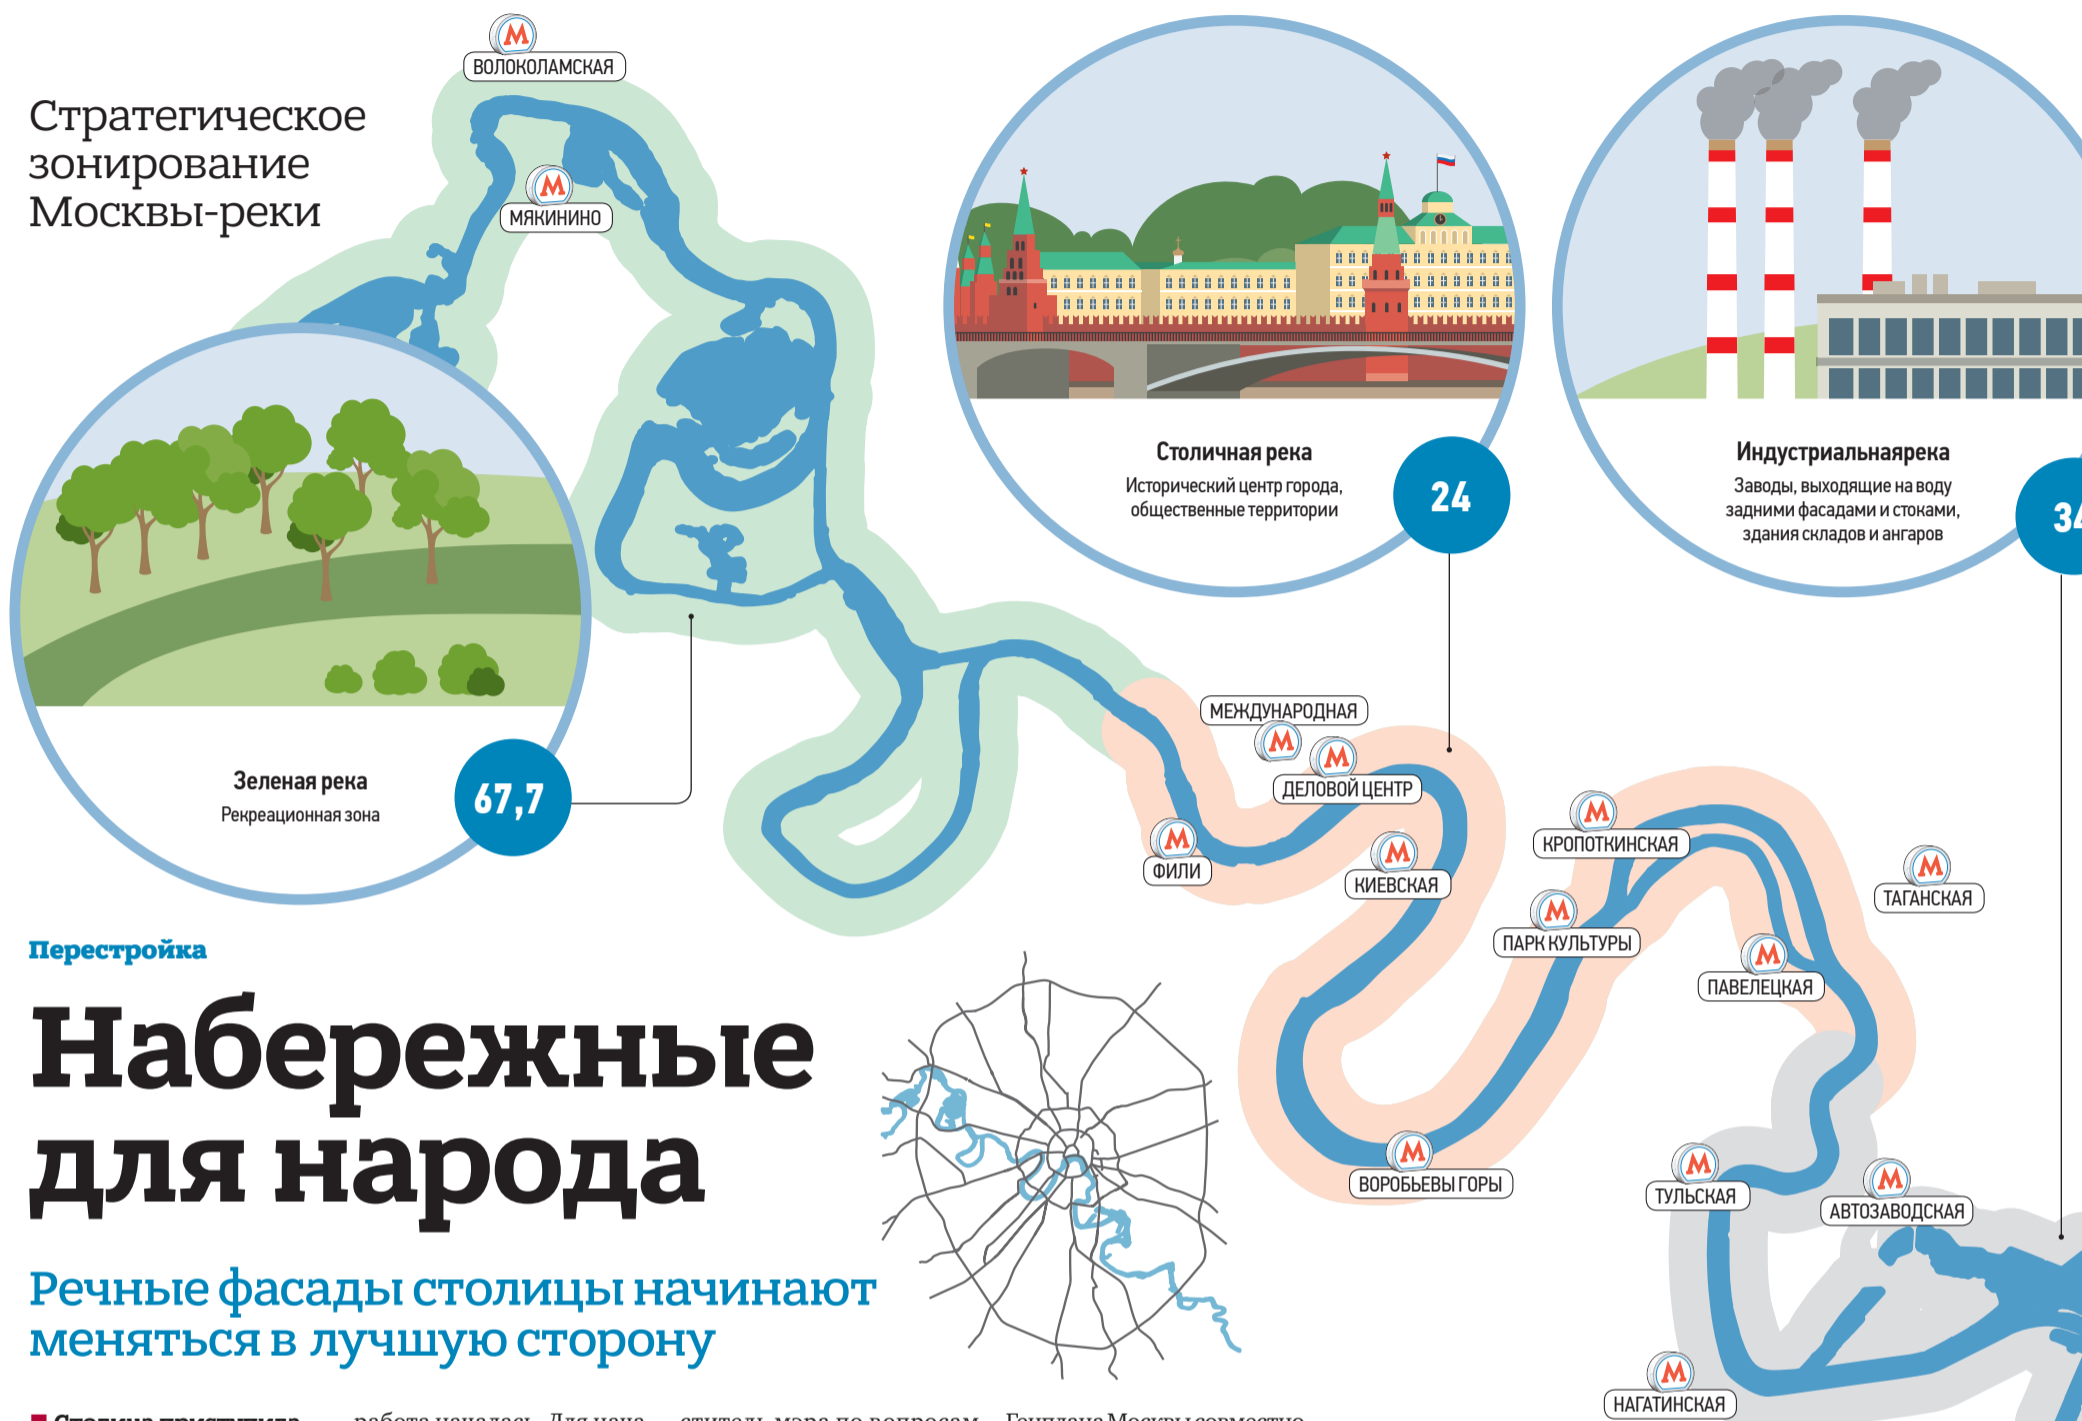 Стратегическое
зонирование
Москвы-реки
ВОЛОКОЛАМСКАЯ
МЯКИНИНО
Столичная река
Исторический центр города,
общественные территории
24
Индустриальнаярека
Заводы, выходящие на воду
задними фасадами и стоками,
здания складов и ангаров
Зеленая река
Рекреационная зона
67,7
МЕЖДУНАРОДНАЯ
ДЕЛОВОЙ ЦЕНТР
ФИЛИ
КИЕВСКАЯ
КРОПОТКИНСКАЯ
ТАГАНСКАЯ
ПАРК КУЛЬТУРЫ
ПАВЕЛЕЦКАЯ
ВОРОБЬЕВЫ ГОРЫ
ТУЛЬСКАЯ
АВТОЗАВОДСКАЯ
НАГАТИНСКАЯ
Перестройка
Набережные
для народа
Речные фасады столицы начинают
меняться в лучшую сторону